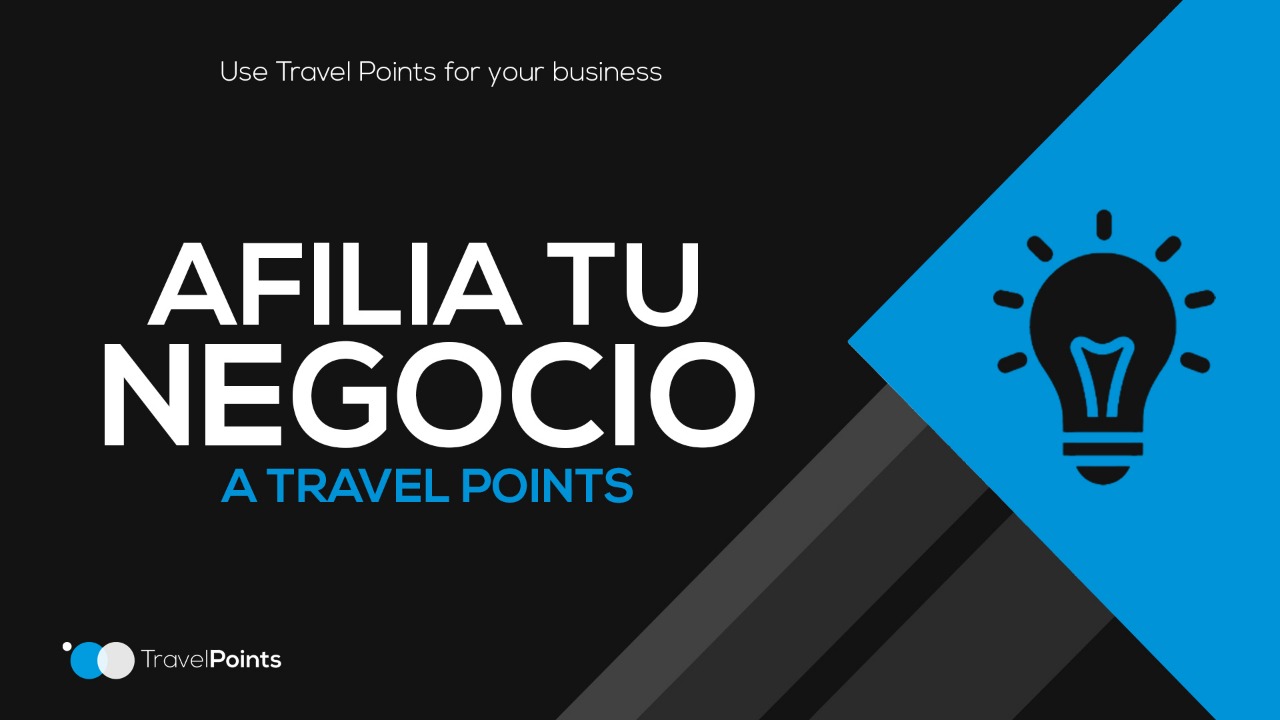 Use Travel Points for your business
AFILIA TU
NEGOCIO
A TRAVEL POINTS
TravelPoints